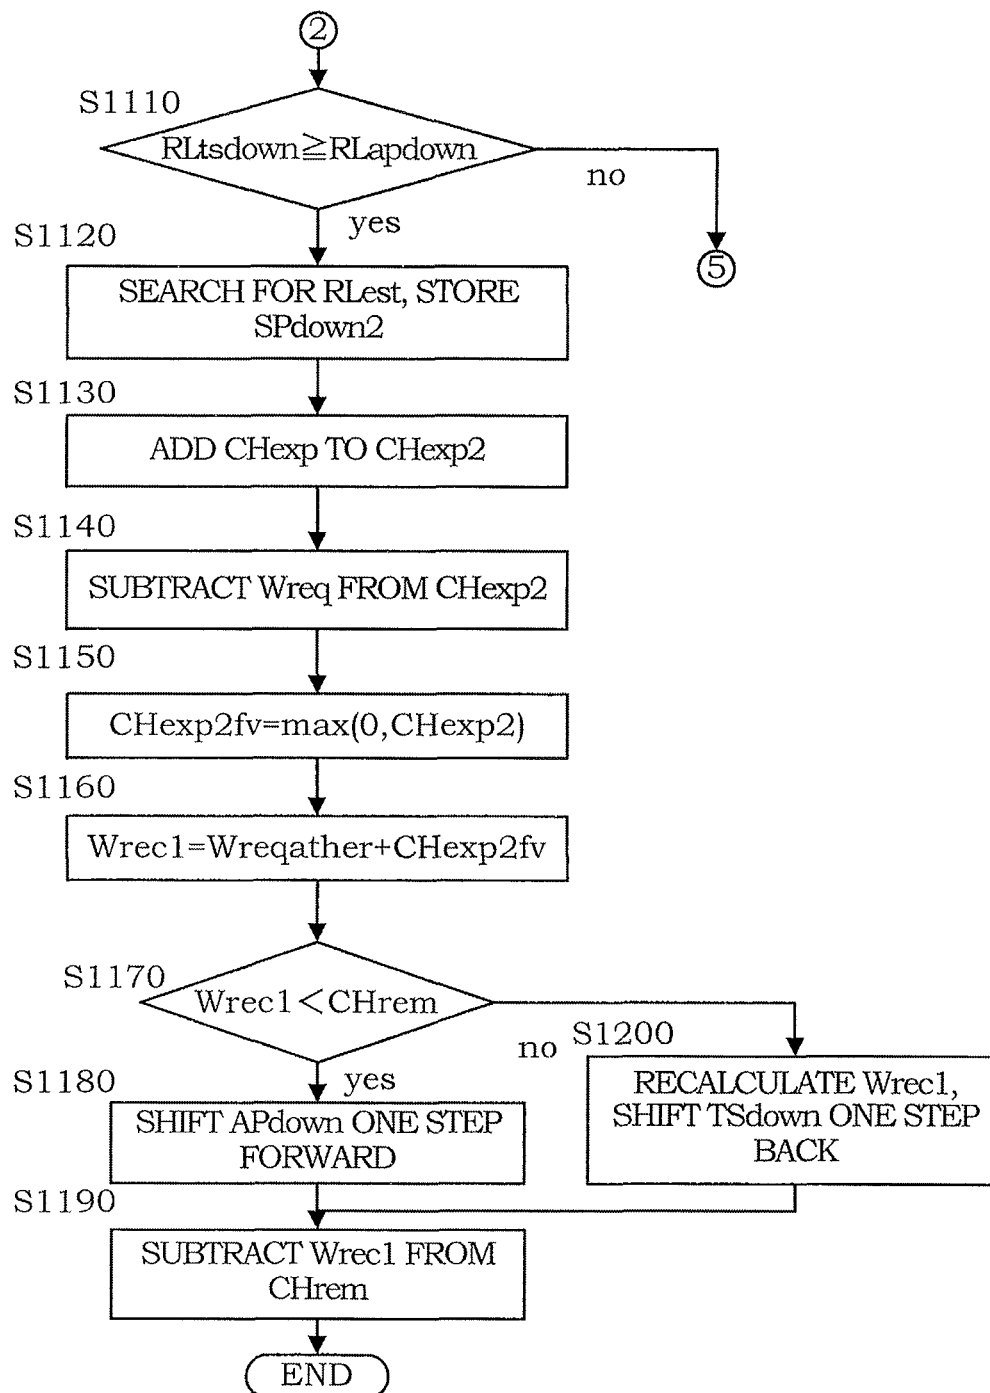 ②
S1110
RLtsdown≧RLapdown
no
yes
⑤
S1120
SEARCH FOR RLest, STORE
SPdown2
S1130
ADD CHexp TO CHexp2
S1140
SUBTRACT Wreq FROM CHexp2
S1150
CHexp2fv=max(0,CHexp2)
S1160
Wrec1=Wreqather+CHexp2fv
S1170
Wrec1<CHrem
no
yes
S1180
SHIFT APdown ONE STEP
FORWARD
S1200
RECALCULATE Wrec1,
SHIFT TSdown ONE STEP
BACK
S1190
SUBTRACT Wrec1 FROM
CHrem
END